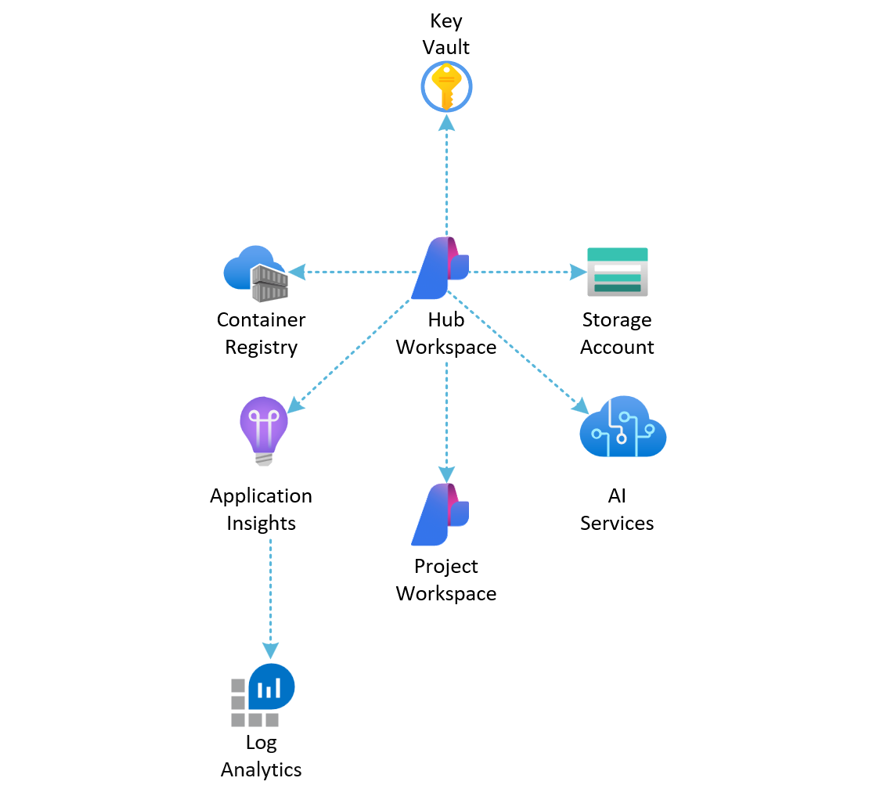 Key
Vault
Container
Registry
Hub
Workspace
Storage
Account
Application
Insights
AI
Services
Project
Workspace
Log
Analytics